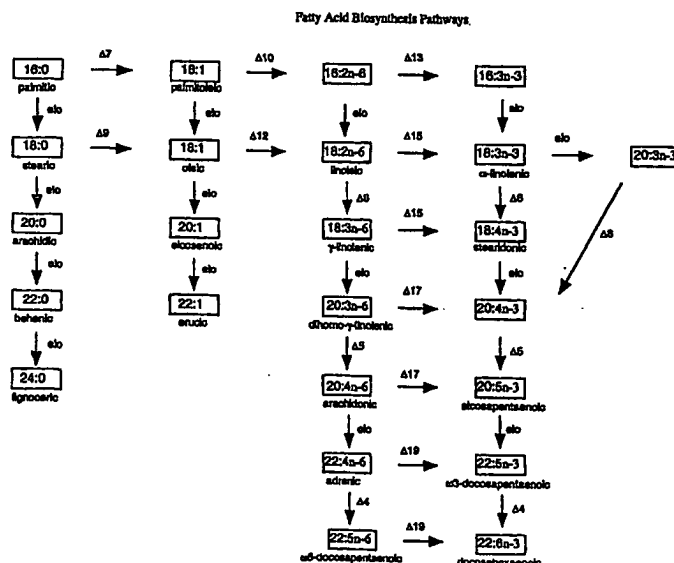 Fatty Acid Biosynthesis Pathways
Δ7 Δ10 Δ13
16:0 16:1 16:2n-6 16:3n-3
palmitic palmitoleic
elo elo elo elo
Δ9 Δ12 Δ15 elo
18:0 18:1 18:2n-6 18:3n-3 20:3n-3
stearic oleic linoleic α-linolenic
elo elo Δ6 Δ6 Δ8
Δ15
20:0 20:1 18:3n-6 18:4n-3
arachidic eicosenoic γ-linolenic stearidonic
elo elo elo elo
Δ17
22:0 22:1 20:3n-6 20:4n-3
behenic erucic dihomo-γ-linolenic
elo Δ5 Δ5
Δ17
24:0 20:4n-6 20:5n-3
lignoceric arachidonic eicosapentaenoic
elo elo
Δ19
22:4n-6 22:5n-3
adrenic ω3-docosapentaenoic
Δ4 Δ4
Δ19
22:5n-6 22:6n-3
ω6-docosapentaenoic docosahexaenoic